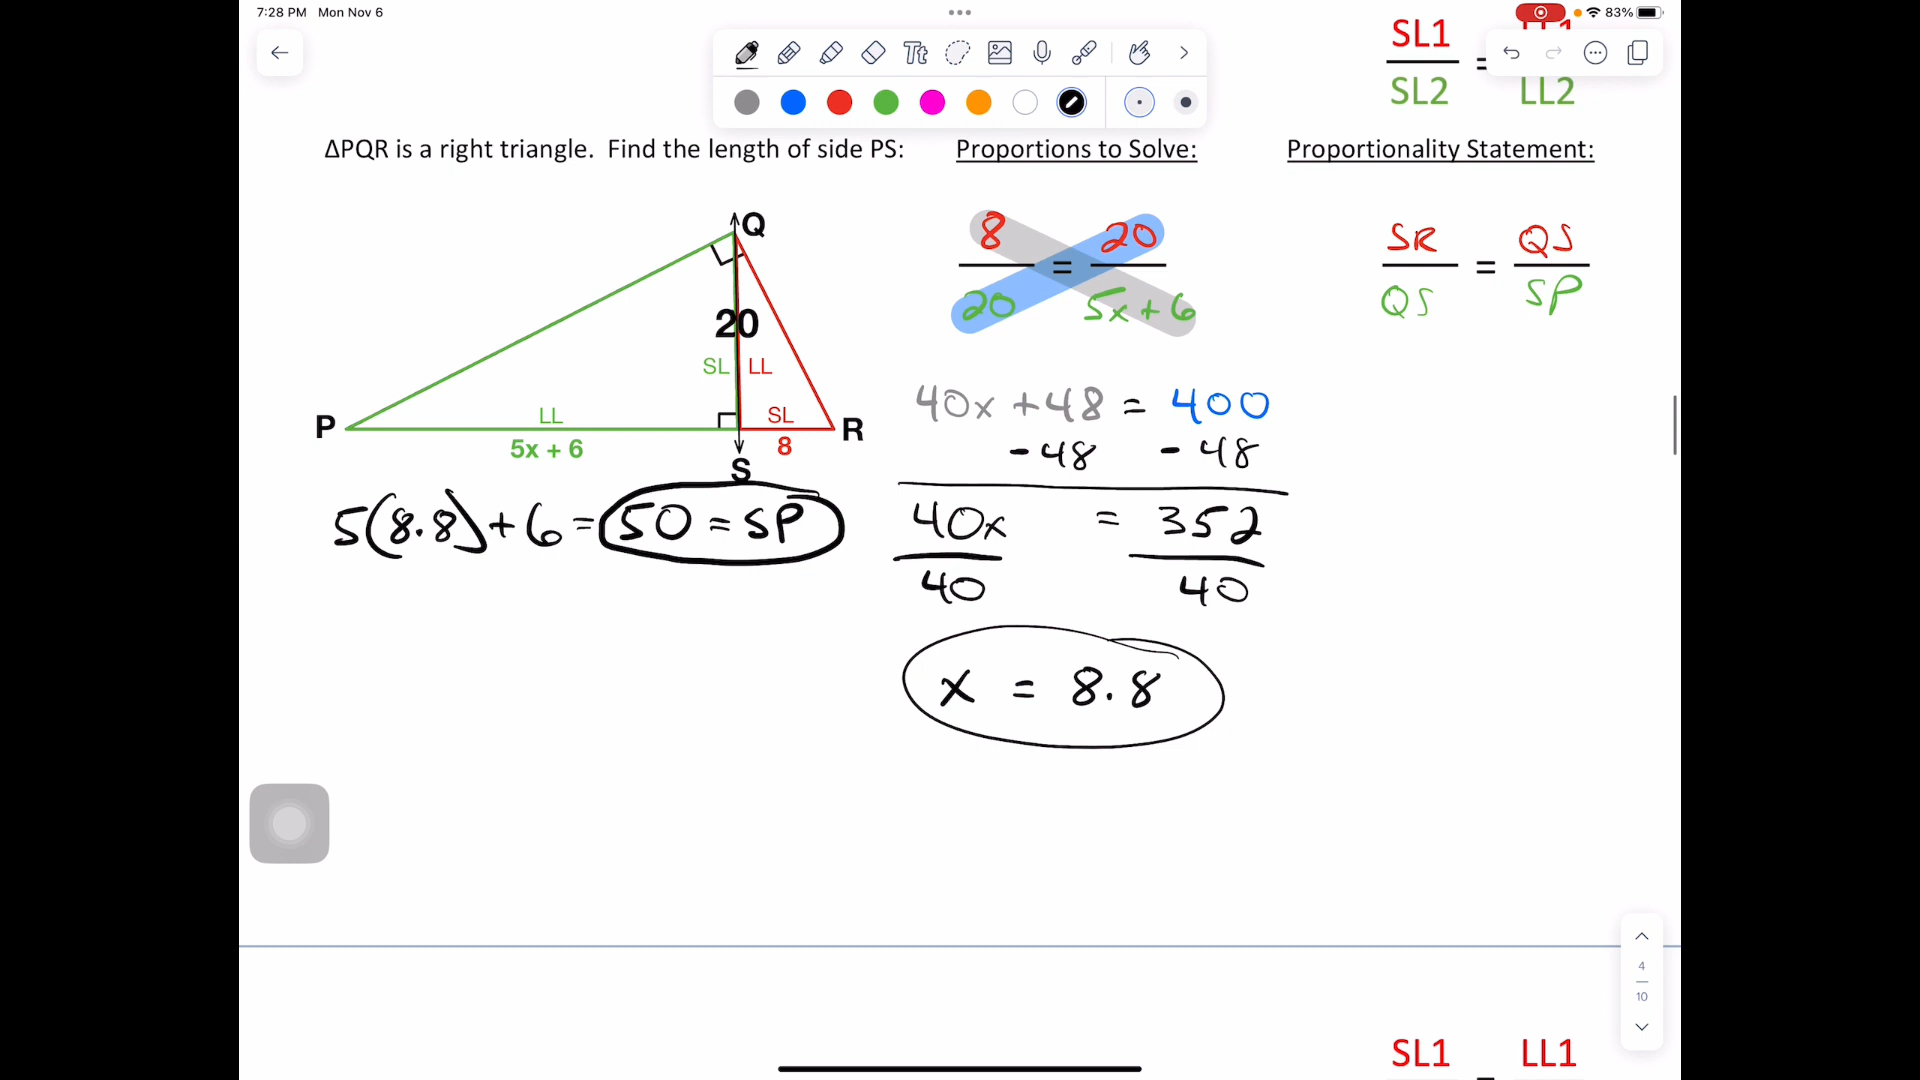 7:28 PM Mon Nov 6
83%
SL1 = LL1
SL2 LL2
Tt
ΔPQR is a right triangle. Find the length of side PS:
Proportions to Solve:
Proportionality Statement:
Q
20
SL LL
P
LL
SL
R
5x + 6
8
S
5(8.8)+6=50=SP
8 = 20
20 5x+6
40x+48 = 400
-48 -48
40x = 352
40 40
x = 8.8
SR = QS
QS SP
4
10
SL1 = LL1